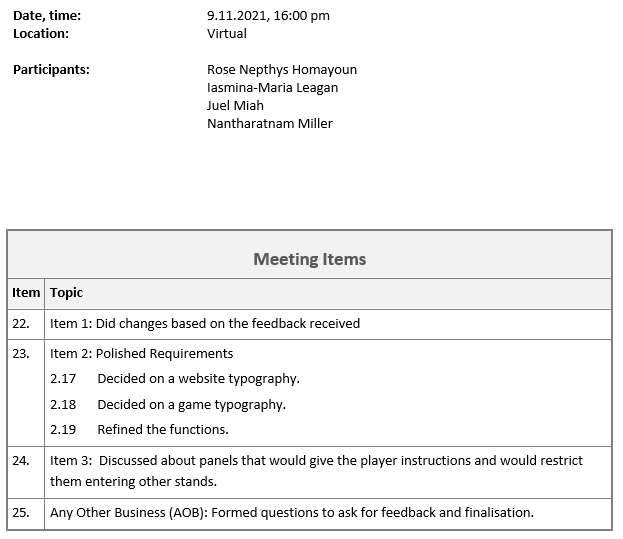 Date, time: 9.11.2021, 16:00 pm
Location: Virtual
Participants: Rose Nepthys Homayoun
Iasmina-Maria Leagan
Juel Miah
Nantharatnam Miller
Meeting Items
Item Topic
22. Item 1: Did changes based on the feedback received
23. Item 2: Polished Requirements
2.17 Decided on a website typography.
2.18 Decided on a game typography.
2.19 Refined the functions.
24. Item 3: Discussed about panels that would give the player instructions and would restrict
them entering other stands.
25. Any Other Business (AOB): Formed questions to ask for feedback and finalisation.